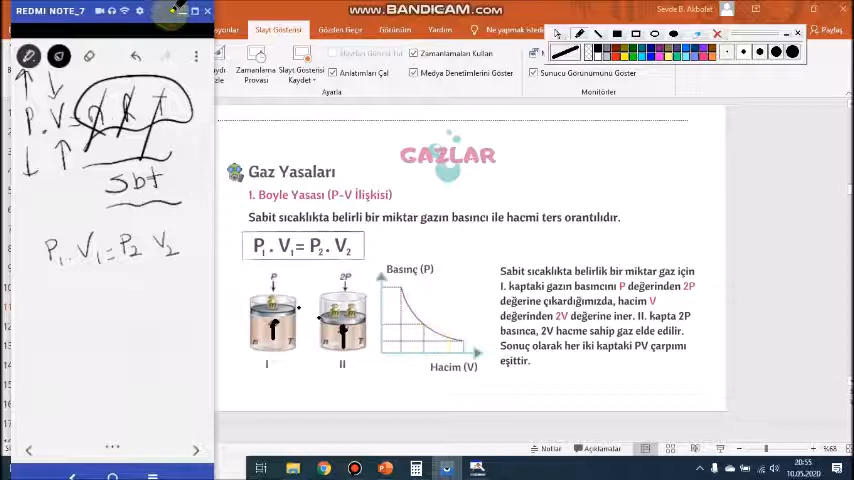 REDMI NOTE_7
P.V=n.R.T
Sbt
P1.V1=P2 V2
WWW.BANDICAM.COM
Sevde B. Akbolat
Slayt Gösterisi
Gözden Geçir
Görünüm
Yardım
Ne yapmak istediğ
Paylaş
Zamanlama
Provası
Slayt Gösterisi
Kaydet
Zamanlamaları Kullan
Anlatımları Çal
Medya Denetimlerini Göster
Ayarla
Sunucu Görünümünü Göster
Monitörler
GAZLAR
Gaz Yasaları
1. Boyle Yasası (P-V İlişkisi)
Sabit sıcaklıkta belirli bir miktar gazın basıncı ile hacmi ters orantılıdır.
P1 . V1 = P2 . V2
P
2P
m
m m
n T
n T
I
II
Basınç (P)
Hacim (V)
Sabit sıcaklıkta belirlik bir miktar gaz için
I. kaptaki gazın basımcını P değerinden 2P
değerine çıkardığımızda, hacim V
değerinden 2V değerine iner. II. kapta 2P
basınca, 2V hacme sahip gaz elde edilir.
Sonuç olarak her iki kaptaki PV çarpımı
eşittir.
Notlar
Açıklamalar
%68
20:55
10.05.2020